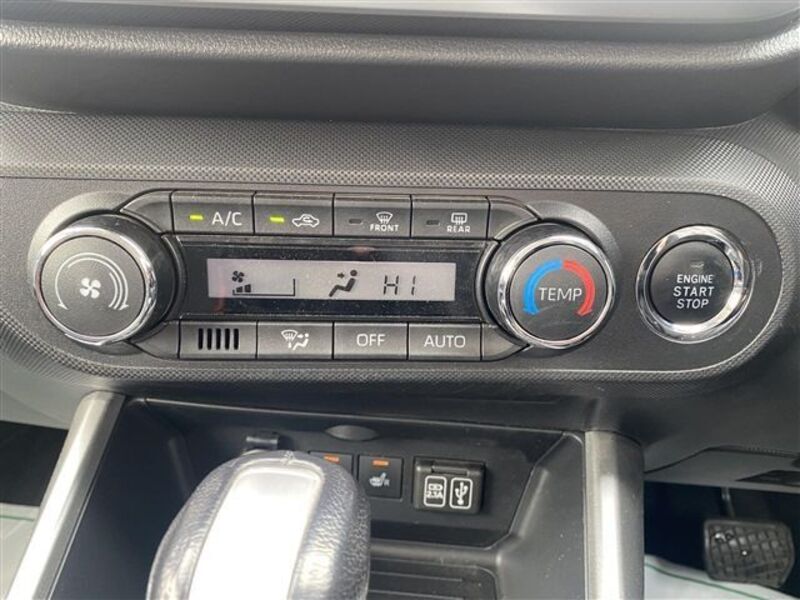 A/C
FRONT
REAR
HI
TEMP
ENGINE
START
STOP
OFF
AUTO
R
2.1A